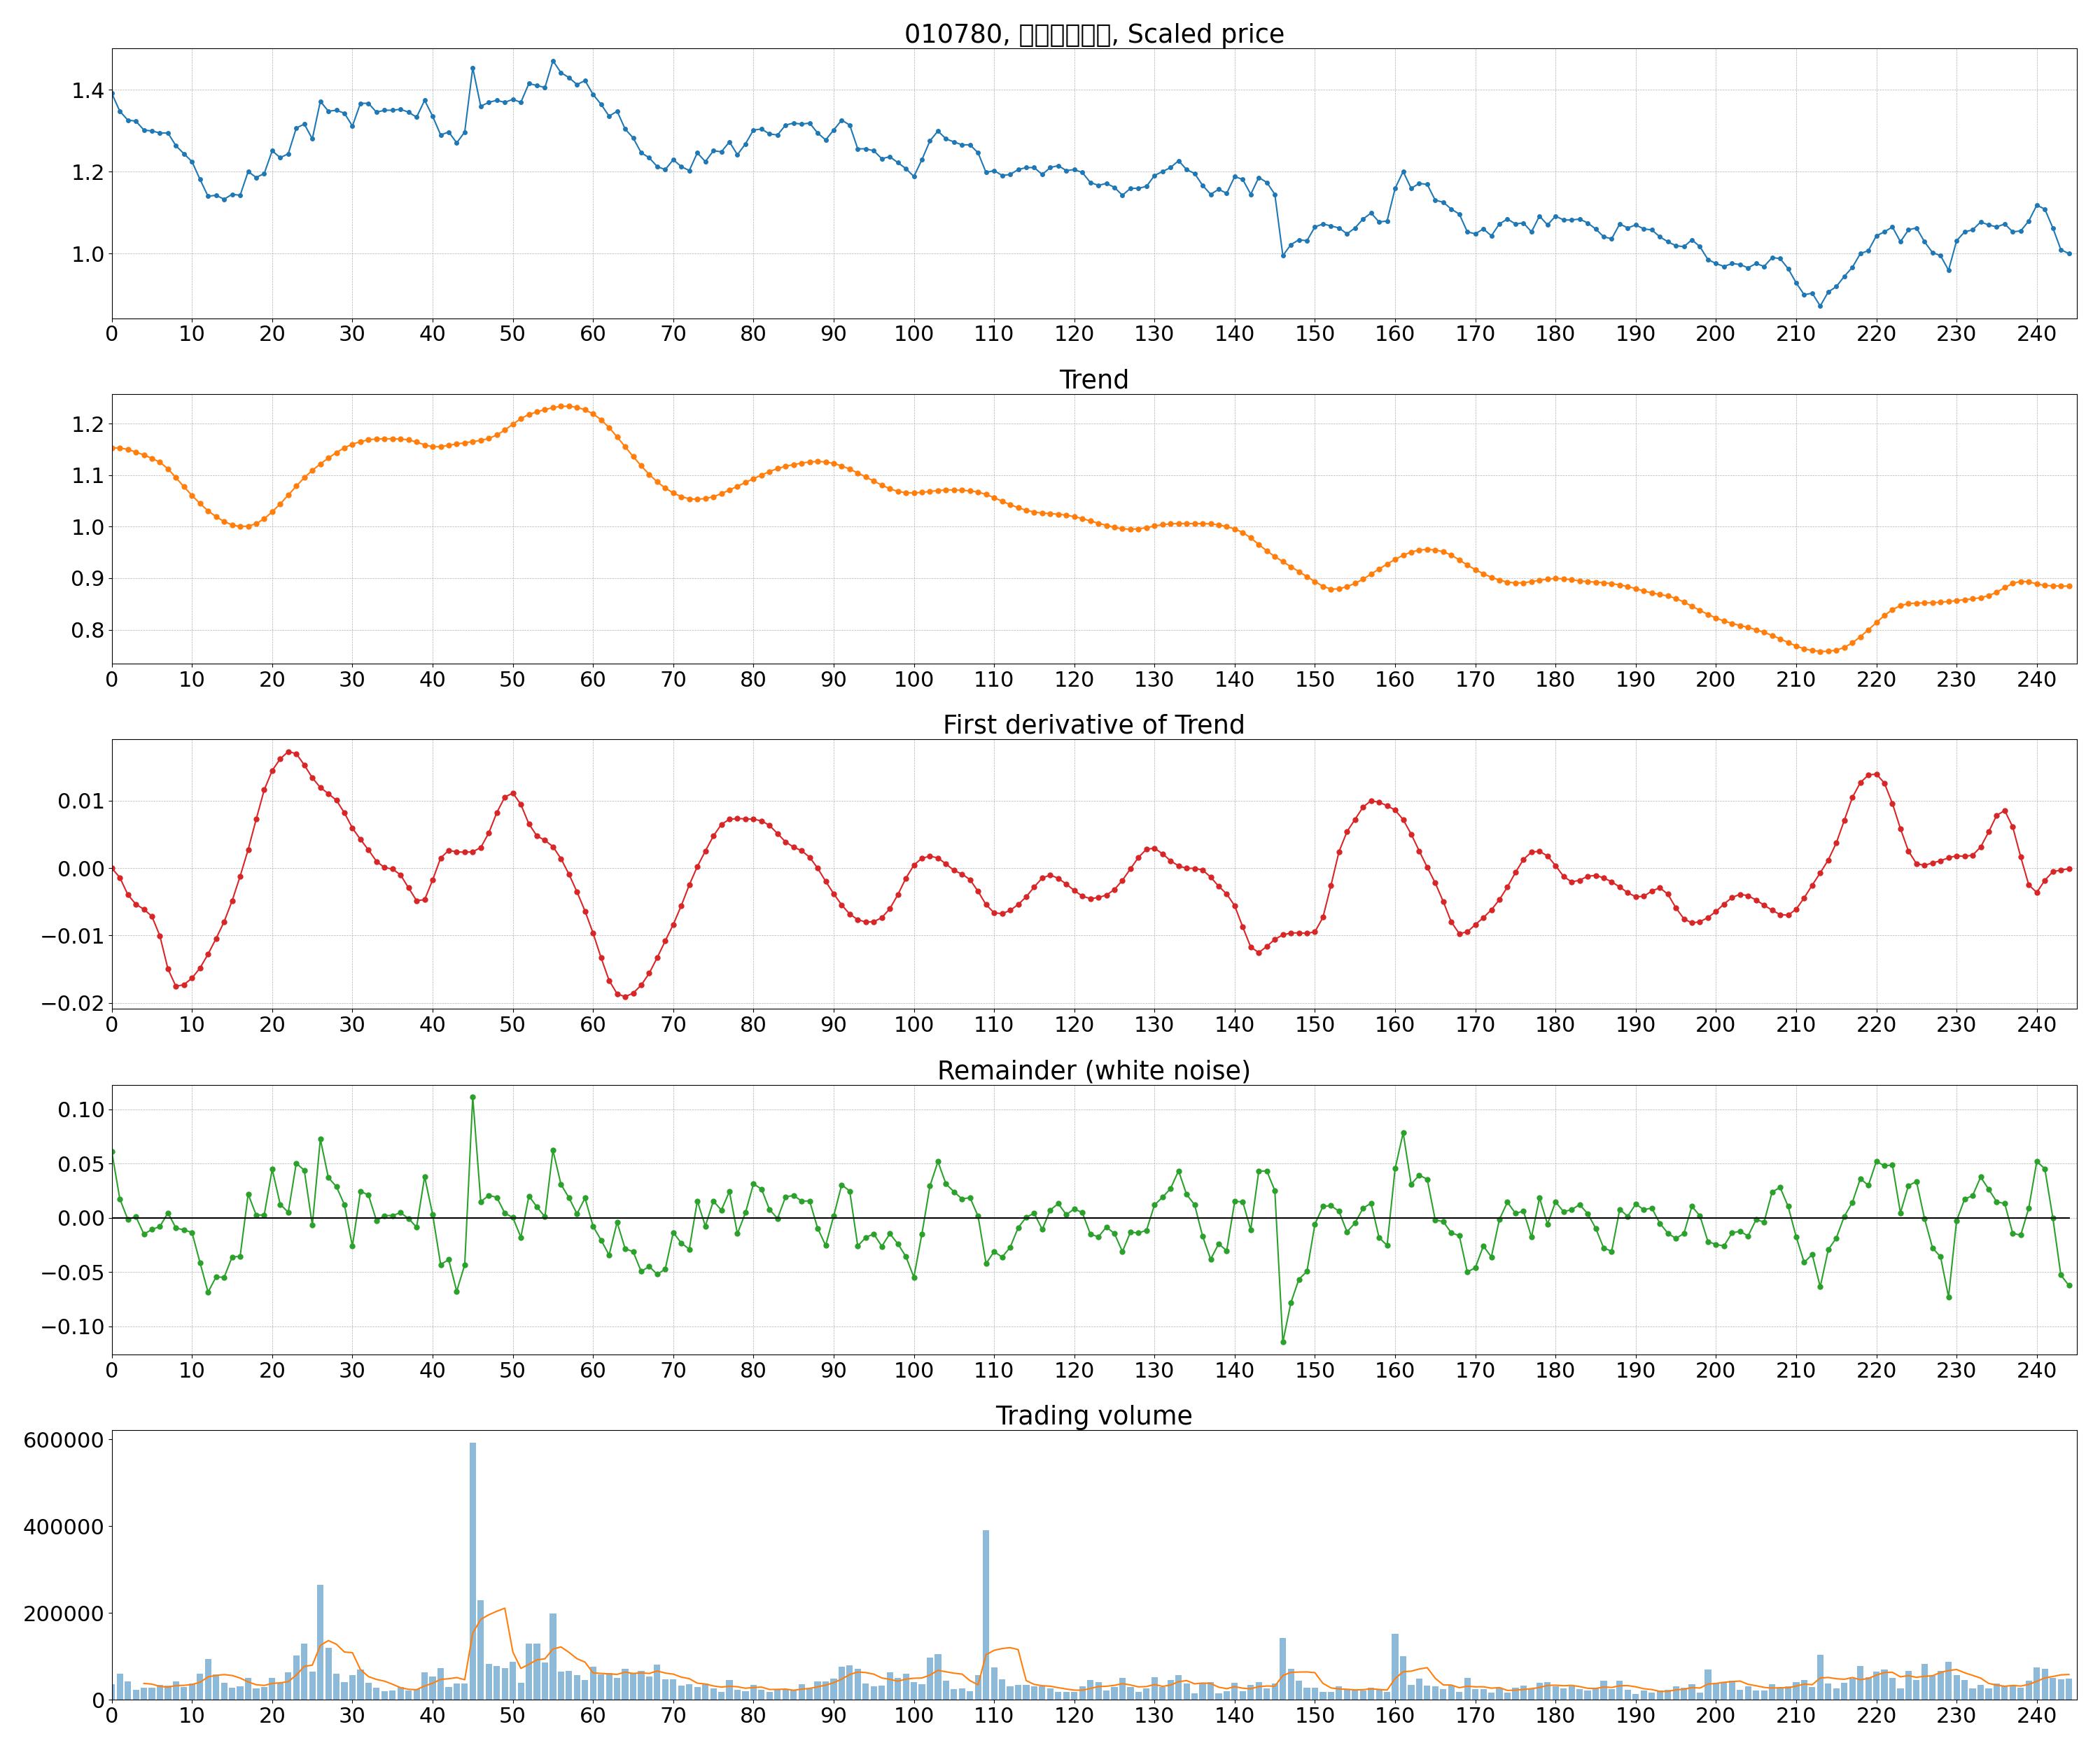 010780, □□□□□□, Scaled price
1.4
1.2
1.0
0 10 20 30 40 50 60 70 80 90 100 110 120 130 140 150 160 170 180 190 200 210 220 230 240
Trend
1.2
1.1
1.0
0.9
0.8
0 10 20 30 40 50 60 70 80 90 100 110 120 130 140 150 160 170 180 190 200 210 220 230 240
First derivative of Trend
0.01
0.00
−0.01
−0.02
0 10 20 30 40 50 60 70 80 90 100 110 120 130 140 150 160 170 180 190 200 210 220 230 240
Remainder (white noise)
0.10
0.05
0.00
−0.05
−0.10
0 10 20 30 40 50 60 70 80 90 100 110 120 130 140 150 160 170 180 190 200 210 220 230 240
Trading volume
600000
400000
200000
0
0 10 20 30 40 50 60 70 80 90 100 110 120 130 140 150 160 170 180 190 200 210 220 230 240